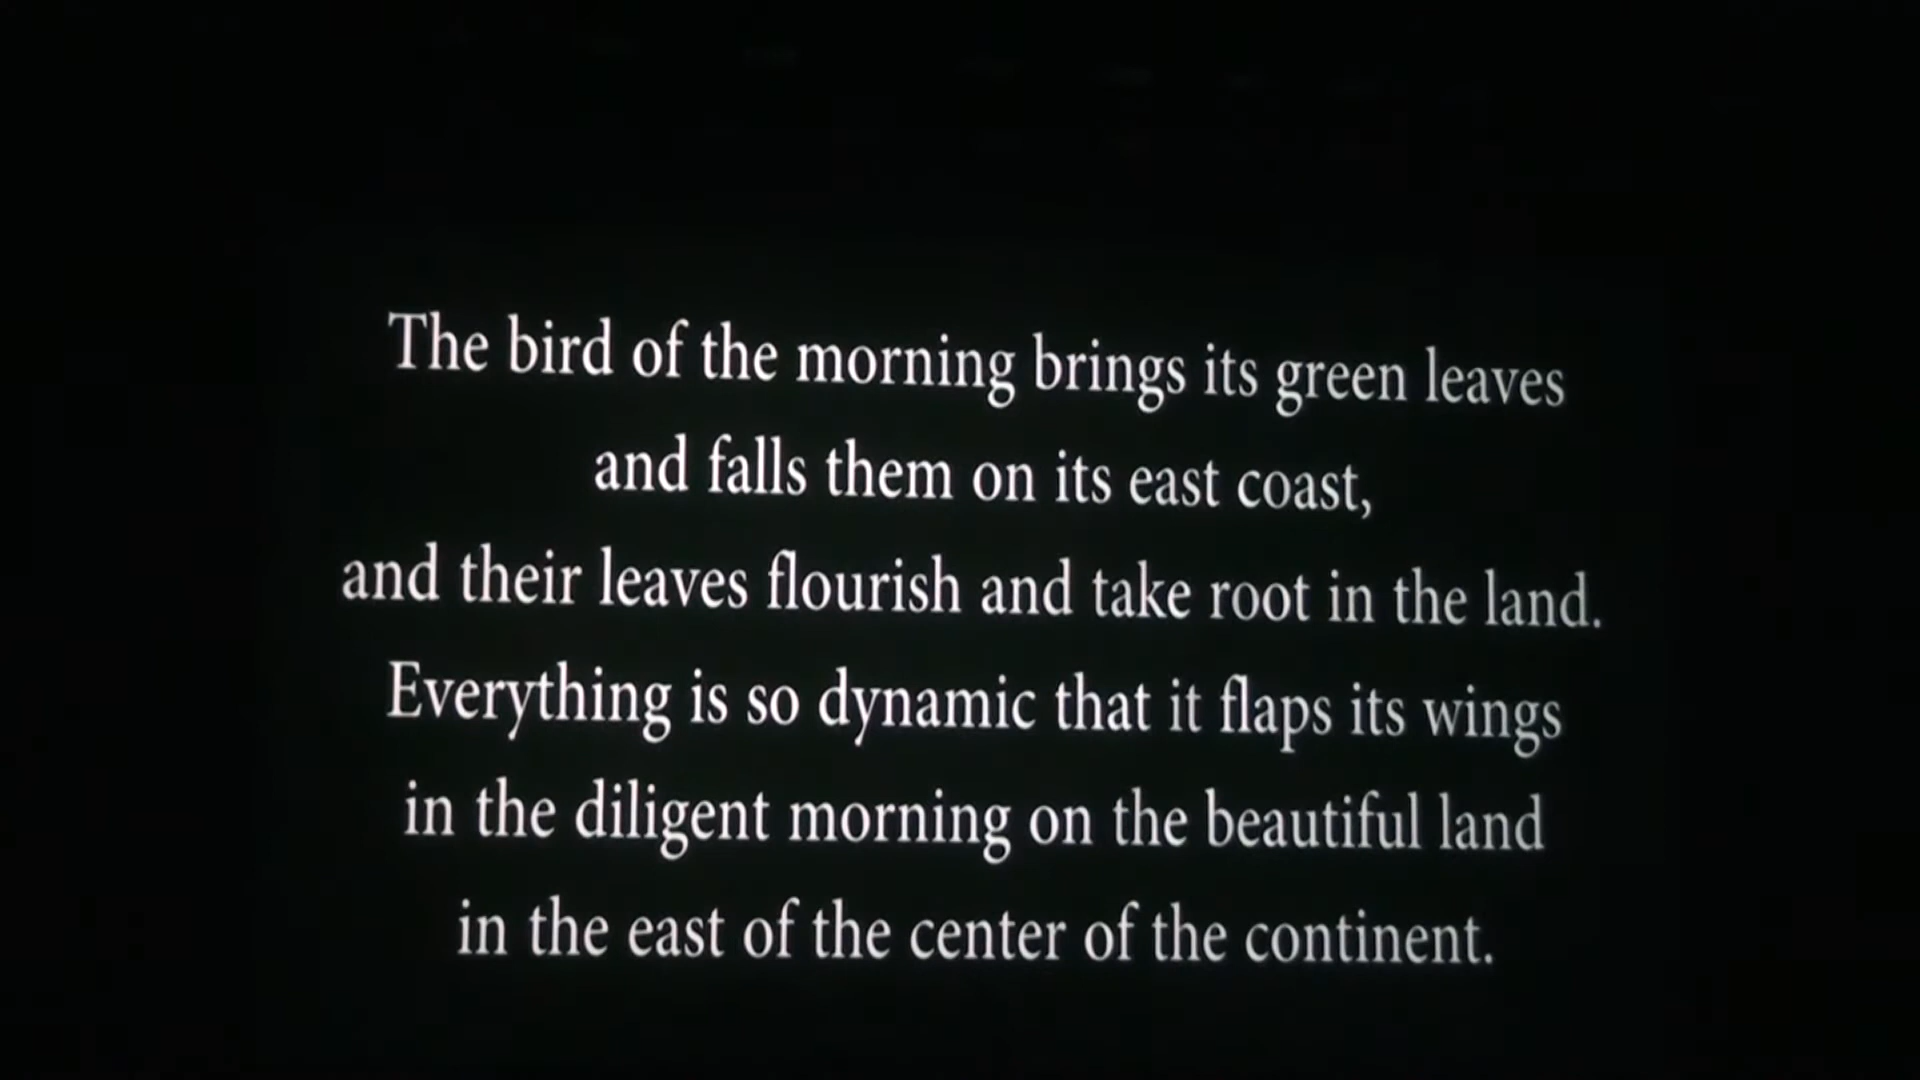 The bird of the morning brings its green leaves
and falls them on its east coast,
and their leaves flourish and take root in the land.
Everything is so dynamic that it flaps its wings
in the diligent morning on the beautiful land
in the east of the center of the continent.